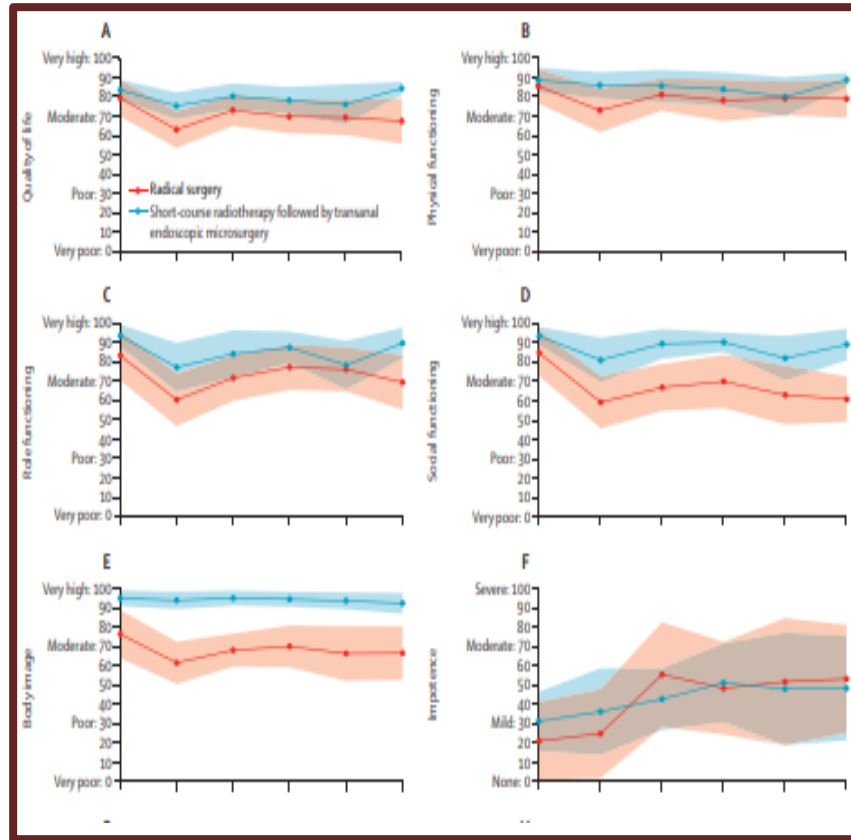 A
Very high: 100
90
80
Moderate: 70
60
50
40
Poor: 30
20
10
Very poor: 0
Quality of life
Radical surgery
Short-course radiotherapy followed by transanal
endoscopic microsurgery
B
Very high: 100
90
80
Moderate: 70
60
50
40
Poor: 30
20
10
Very poor: 0
Physical functioning
C
Very high: 100
90
80
Moderate: 70
60
50
40
Poor: 30
20
10
Very poor: 0
Role functioning
D
Very high: 100
90
80
Moderate: 70
60
50
40
Poor: 30
20
10
Very poor: 0
Social functioning
E
Very high: 100
90
80
Moderate: 70
60
50
40
Poor: 30
20
10
Very poor: 0
Body image
F
Severe: 100
90
80
Moderate: 70
60
50
40
Mild: 30
20
10
None: 0
Impotence